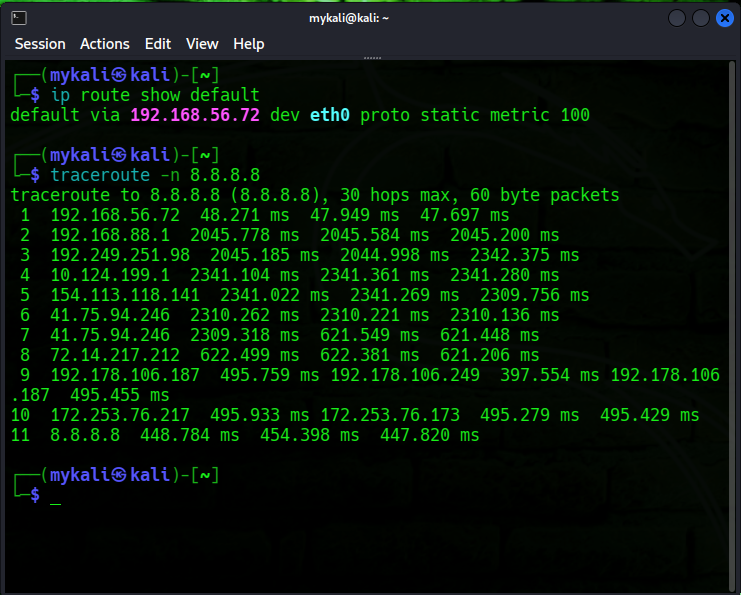 mykali@kali: ~
Session Actions Edit View Help
┌──(mykali㉿kali)-[~]
└─$ ip route show default
default via 192.168.56.72 dev eth0 proto static metric 100
┌──(mykali㉿kali)-[~]
└─$ traceroute -n 8.8.8.8
traceroute to 8.8.8.8 (8.8.8.8), 30 hops max, 60 byte packets
 1  192.168.56.72  48.271 ms  47.949 ms  47.697 ms
 2  192.168.88.1  2045.778 ms  2045.584 ms  2045.200 ms
 3  192.249.251.98  2045.185 ms  2044.998 ms  2342.375 ms
 4  10.124.199.1  2341.104 ms  2341.361 ms  2341.280 ms
 5  154.113.118.141  2341.022 ms  2341.269 ms  2309.756 ms
 6  41.75.94.246  2310.262 ms  2310.221 ms  2310.136 ms
 7  41.75.94.246  2309.318 ms  621.549 ms  621.448 ms
 8  72.14.217.212  622.499 ms  622.381 ms  621.206 ms
 9  192.178.106.187  495.759 ms 192.178.106.249  397.554 ms 192.178.106
.187  495.455 ms
10  172.253.76.217  495.933 ms 172.253.76.173  495.279 ms  495.429 ms
11  8.8.8.8  448.784 ms  454.398 ms  447.820 ms
┌──(mykali㉿kali)-[~]
└─$ _